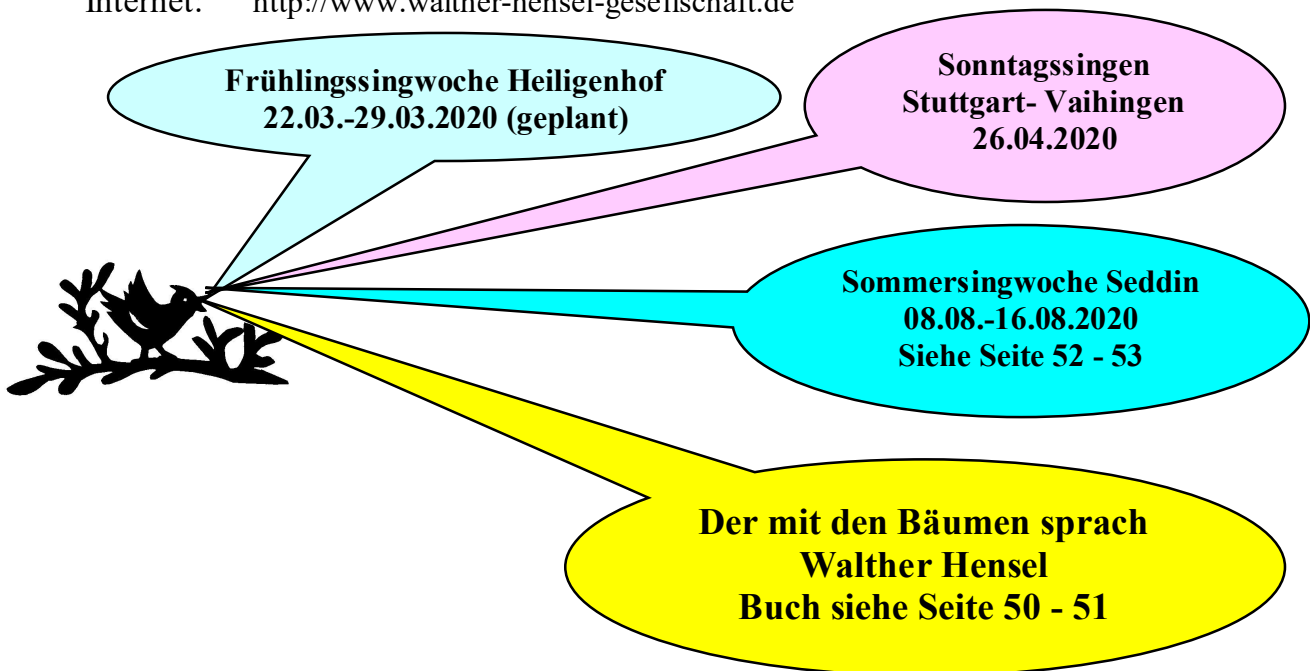 Internet: http://www.walther-hensel-gesellschaft.de
Frühlingssingwoche Heiligenhof
22.03.-29.03.2020 (geplant)
Sonntagssingen
Stuttgart- Vaihingen
26.04.2020
Sommersingwoche Seddin
08.08.-16.08.2020
Siehe Seite 52 - 53
Der mit den Bäumen sprach
Walther Hensel
Buch siehe Seite 50 - 51